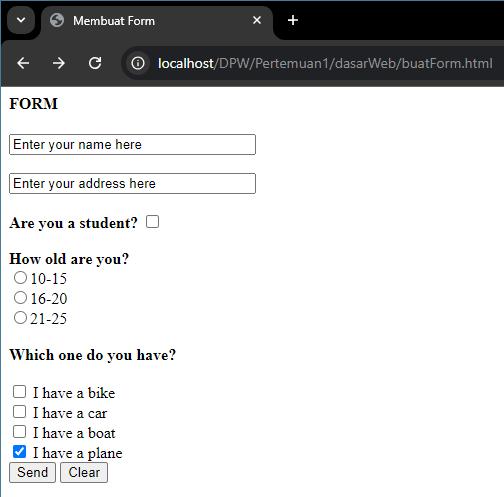 Membuat Form
localhost/DPW/Pertemuan1/dasarWeb/buatForm.html
FORM
Enter your name here
Enter your address here
Are you a student?
How old are you?
10-15
16-20
21-25
Which one do you have?
I have a bike
I have a car
I have a boat
I have a plane
Send Clear